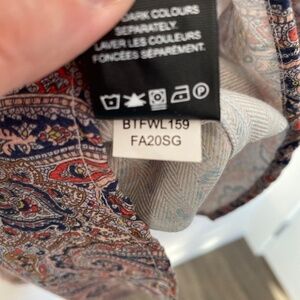 DARK COLOURS
SEPARATELY.
LAVER LES COULEURS
FONCÉES SÉPARÉMENT.
BTFWL159
FA20SG